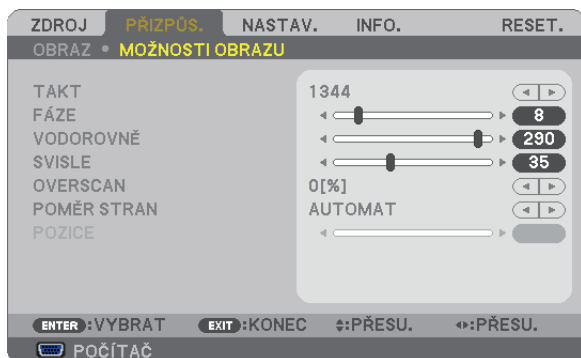 ZDROJ PŘIZPŮS. NASTAV. INFO. RESET.
OBRAZ • MOŽNOSTI OBRAZU
TAKT 1344
FÁZE 8
VODOROVNĚ 290
SVISLE 35
OVERSCAN 0[%]
POMĚR STRAN AUTOMAT
POZICE
ENTER :VYBRAT EXIT :KONEC :PŘESU. :PŘESU.
POČÍTAČ